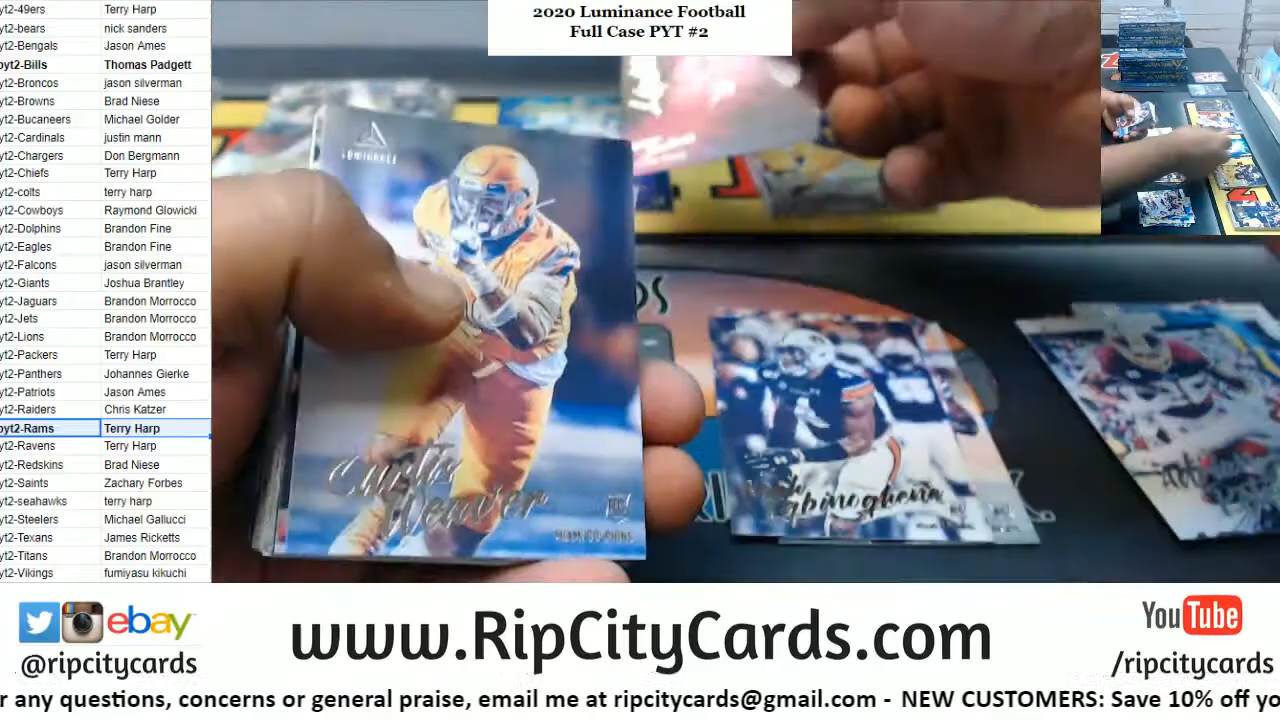 2020 Luminance Football
Full Case PYT #2
yt2-49ers Terry Harp
yt2-bears nick sanders
yt2-Bengals Jason Ames
pyt2-Bills Thomas Padgett
yt2-Broncos jason silverman
yt2-Browns Brad Niese
yt2-Bucaneers Michael Golder
yt2-Cardinals justin mann
yt2-Chargers Don Bergmann
yt2-Chiefs Terry Harp
yt2-colts terry harp
yt2-Cowboys Raymond Glowicki
yt2-Dolphins Brandon Fine
yt2-Eagles Brandon Fine
yt2-Falcons jason silverman
yt2-Giants Joshua Brantley
yt2-Jaguars Brandon Morrocco
yt2-Jets Brandon Morrocco
yt2-Lions Brandon Morrocco
yt2-Packers Terry Harp
yt2-Panthers Johannes Gierke
yt2-Patriots Jason Ames
yt2-Raiders Chris Katzer
pyt2-Rams Terry Harp
yt2-Ravens Terry Harp
yt2-Redskins Brad Niese
yt2-Saints Zachary Forbes
yt2-seahawks terry harp
yt2-Steelers Michael Gallucci
yt2-Texans James Ricketts
yt2-Titans Brandon Morrocco
yt2-Vikings fumiyasu kikuchi
LUMINANCE
Curtis
Weaver
RC
MIAMI DOLPHINS
Igbinoghene
ebay
@ripcitycards
www.RipCityCards.com
YouTube
/ripcitycards
r any questions, concerns or general praise, email me at ripcitycards@gmail.com - NEW CUSTOMERS: Save 10% off yo